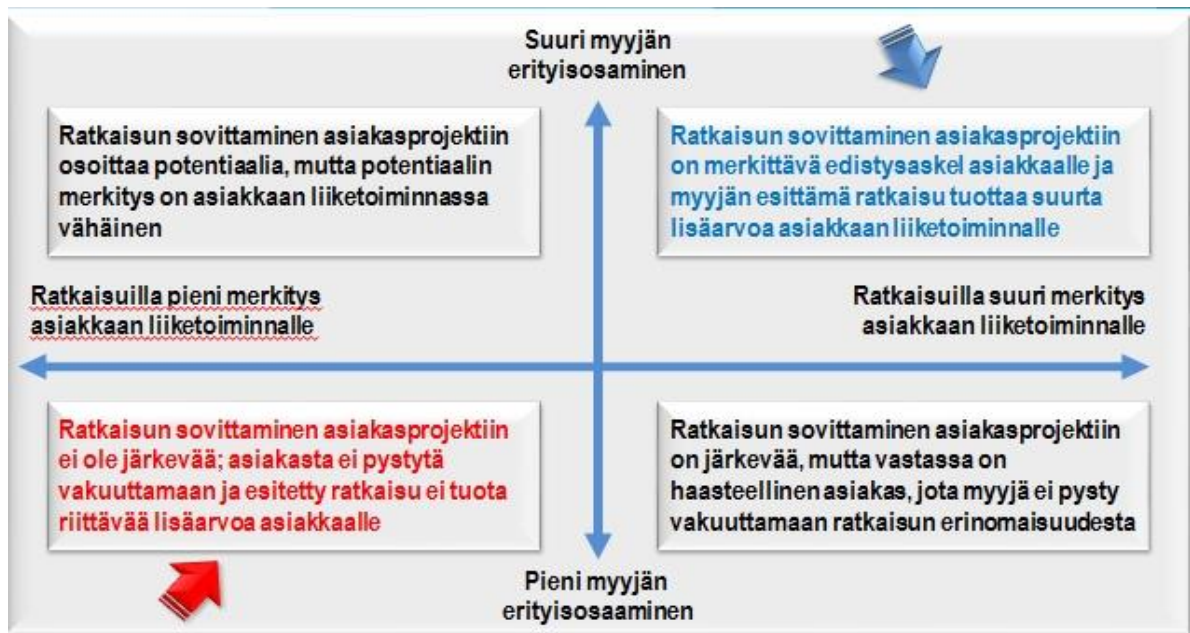 Suuri myyjän
erityisosaminen
Ratkaisun sovittaminen asiakasprojektiin
osoittaa potentiaalia, mutta potentiaalin
merkitys on asiakkaan liiketoiminnassa
vähäinen
Ratkaisun sovittaminen asiakasprojektiin
on merkittävä edistysaskel asiakkaalle ja
myyjän esittämä ratkaisu tuottaa suurta
lisäarvoa asiakkaan liiketoiminnalle
Ratkaisuilla pieni merkitys
asiakkaan liiketoiminnalle
Ratkaisuilla suuri merkitys
asiakkaan liiketoiminnalle
Ratkaisun sovittaminen asiakasprojektiin
ei ole järkevää; asiakasta ei pystytä
vakuuttamaan ja esitetty ratkaisu ei tuota
riittävää lisäarvoa asiakkaalle
Ratkaisun sovittaminen asiakasprojektiin
on järkevää, mutta vastassa on
haasteellinen asiakas, jota myyjä ei pysty
vakuuttamaan ratkaisun erinomaisuudesta
Pieni myyjän
erityisosaaminen